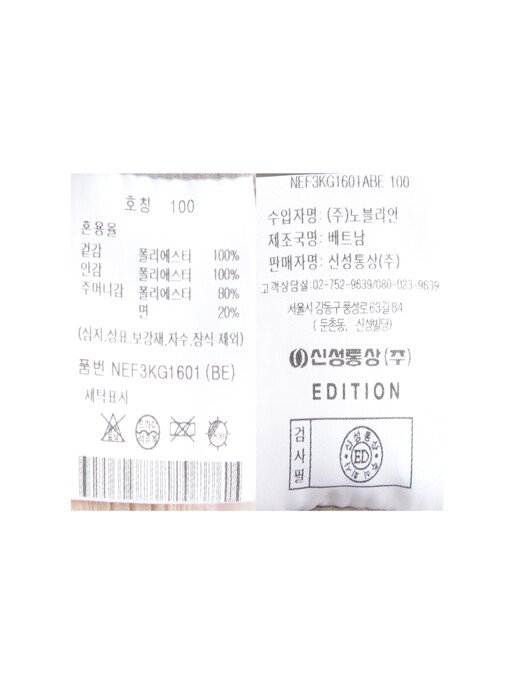 호칭 100
혼용율
겉감 폴리에스터 100%
안감 폴리에스터 100%
주머니감 폴리에스터 80%
면 20%
(심지,상표,보강재,자수,장식 제외)
품번 NEF3KG1601 (BE)
세탁표시
NEF3KG1601ABE 100
수입자명: (주)노블리언
제조국명: 베트남
판매자명: 신성통상(주)
고객상담실:02-752-9639/080-023-9639
서울시 강동구 풍성로63길 84
( 둔촌동, 신성빌딩)
신성통상(주)
EDITION
검사필
신성통상
ED